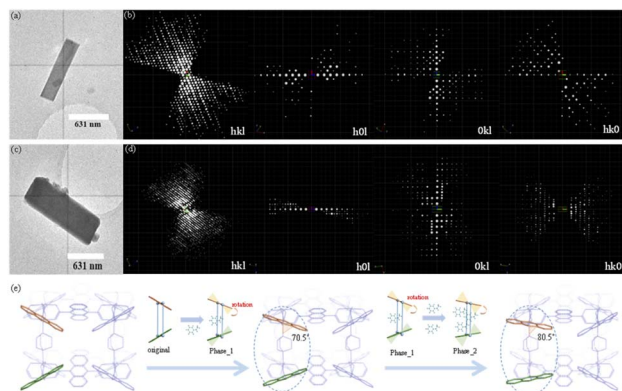 (a)
(b)
631 nm
hkl
h0l
0kl
hk0
(c)
(d)
631 nm
hkl
h0l
0kl
hk0
(e)
rotation
original
Phase_1
70.5°
rotation
Phase_1
Phase_2
80.5°